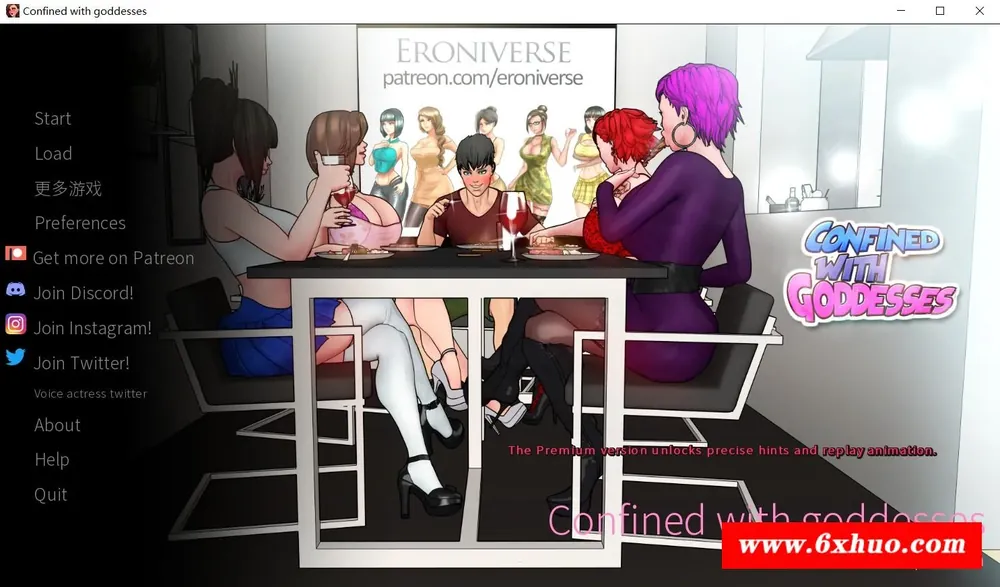 Confined with goddesses
ERONIVERSE
patreon.com/eroniverse
Start
Load
更多游戏
Preferences
Get more on Patreon
Join Discord!
Join Instagram!
Join Twitter!
Voice actress twitter
About
Help
Quit
CONFINED
WITH
GODDESSES
The Premium version unlocks precise hints and replay animation.
Confined with goddesses
www.6xhuo.com